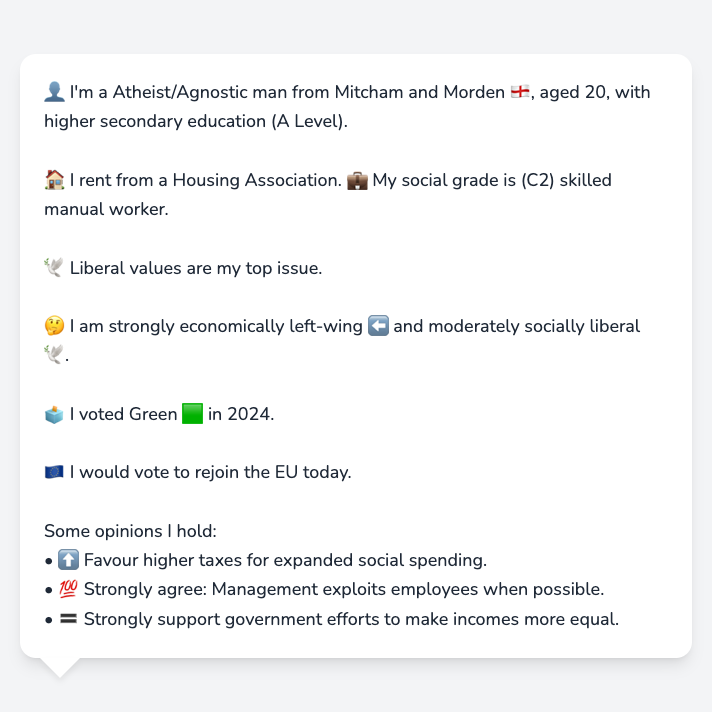 👤 I'm a Atheist/Agnostic man from Mitcham and Morden 🏴󠁧󠁢󠁥󠁮󠁧󠁿, aged 20, with
higher secondary education (A Level).
🏠 I rent from a Housing Association. 💼 My social grade is (C2) skilled
manual worker.
🕊️ Liberal values are my top issue.
🤔 I am strongly economically left-wing ⬅️ and moderately socially liberal
🕊️.
🗳️ I voted Green 🟩 in 2024.
🇪🇺 I would vote to rejoin the EU today.
Some opinions I hold:
• ⬆️ Favour higher taxes for expanded social spending.
• 💯 Strongly agree: Management exploits employees when possible.
• 🟰 Strongly support government efforts to make incomes more equal.